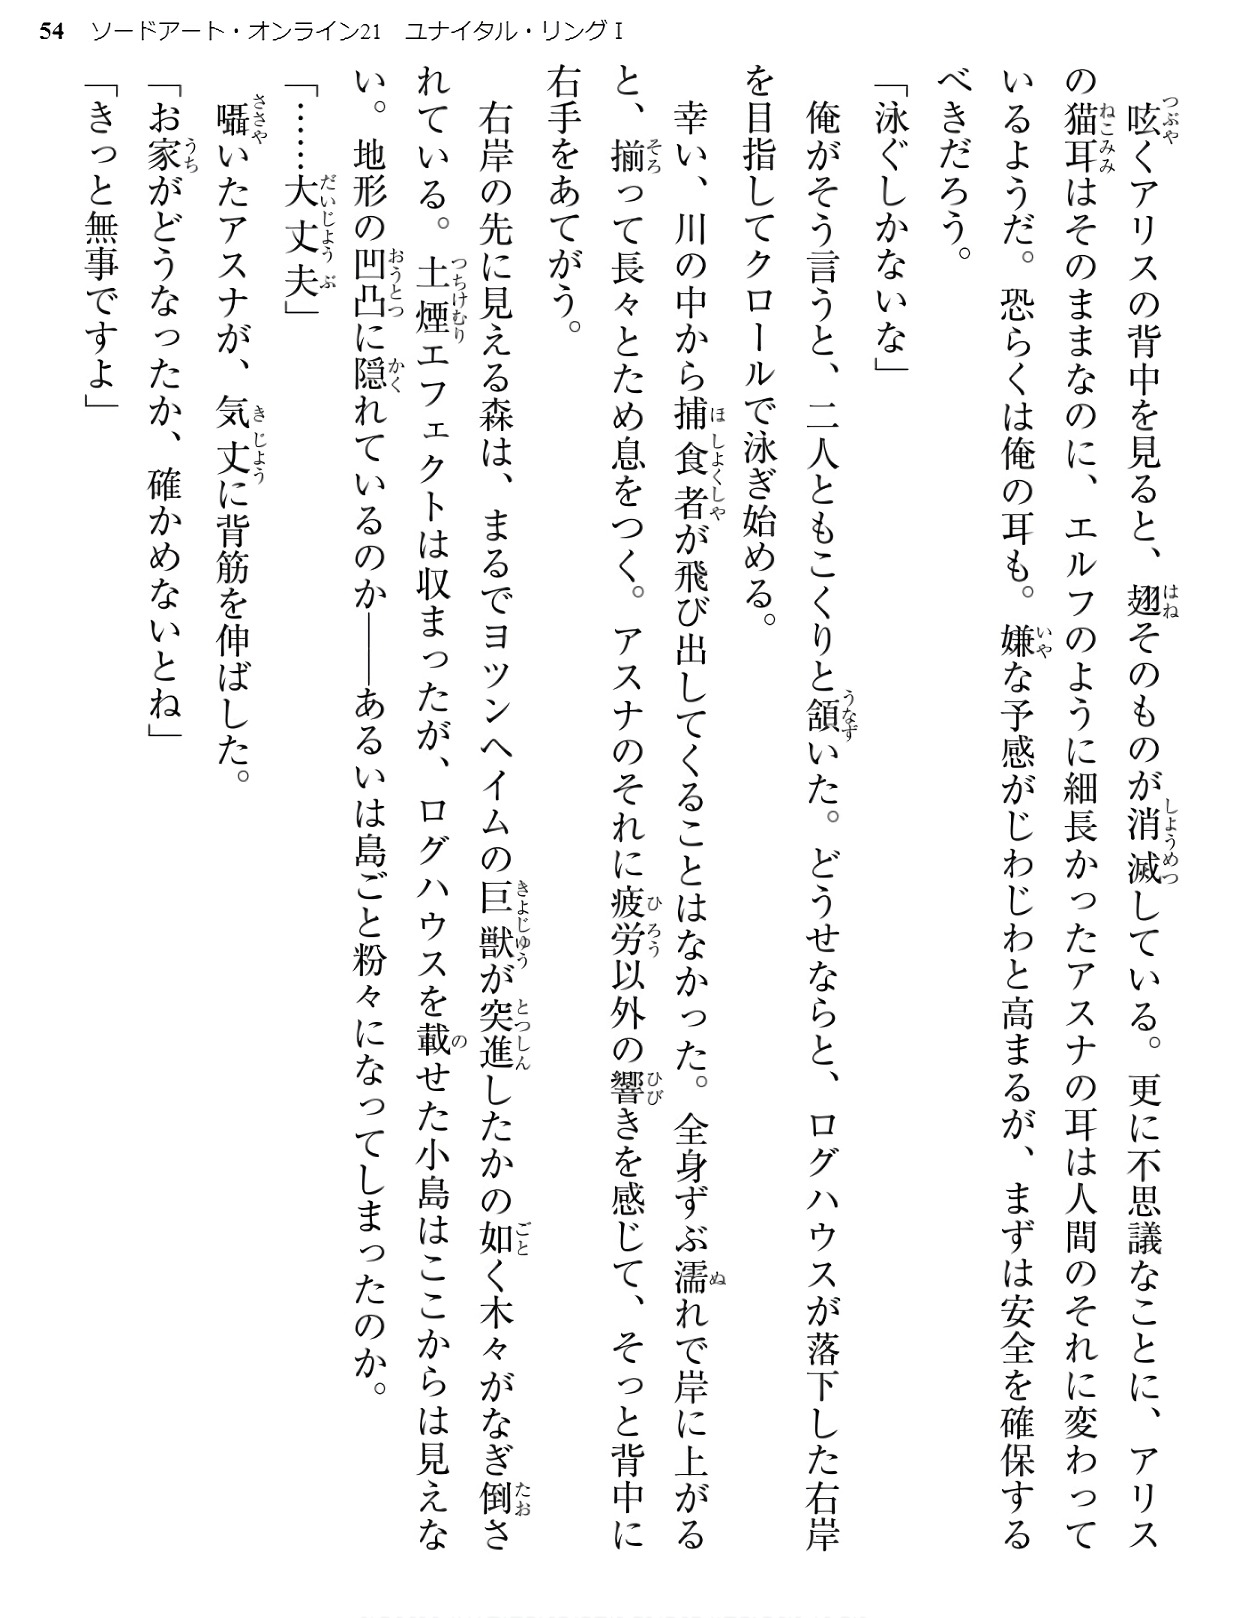 54 ソードアート・オンライン21 ユナイタル・リングⅠ
呟くアリスの背中を見ると、翅そのものが消滅している。更に不思議なことに、アリス
の猫耳はそのままなのに、エルフのように細長かったアスナの耳は人間のそれに変わって
いるようだ。恐らくは俺の耳も。嫌な予感がじわじわと高まるが、まずは安全を確保する
べきだろう。
「泳ぐしかないな」
俺がそう言うと、二人ともこくりと頷いた。どうせならと、ログハウスが落下した右岸
を目指してクロールで泳ぎ始める。
幸い、川の中から捕食者が飛び出してくることはなかった。全身ずぶ濡れで岸に上がる
と、揃って長々とため息をつく。アスナのそれに疲労以外の響きを感じて、そっと背中に
右手をあてがう。
右岸の先に見える森は、まるでヨツンヘイムの巨獣が突進したかの如く木々がなぎ倒さ
れている。土煙エフェクトは収まったが、ログハウスを載せた小島はここからは見えな
い。地形の凹凸に隠れているのか――あるいは島ごと粉々になってしまったのか。
「……大丈夫」
囁いたアスナが、気丈に背筋を伸ばした。
「お家がどうなったか、確かめないとね」
「きっと無事ですよ」